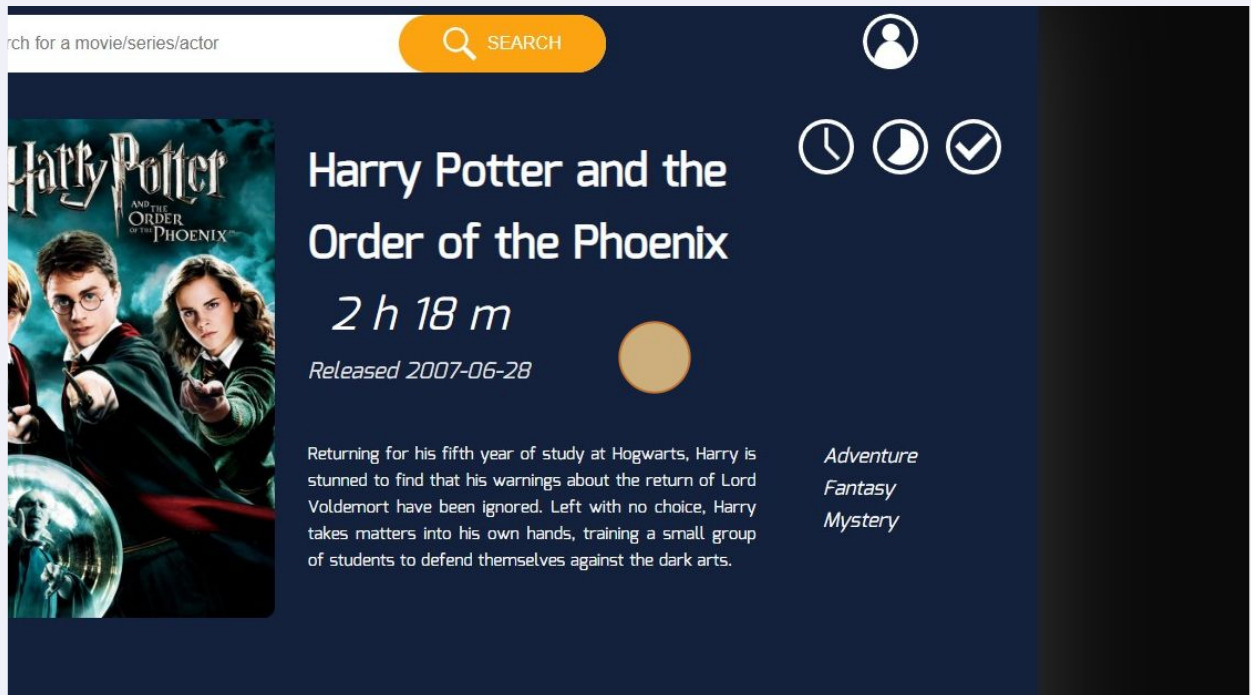 rch for a movie/series/actor
SEARCH
Harry Potter
AND THE
ORDER
OF THE PHOENIX
Harry Potter and the
Order of the Phoenix
2 h 18 m
Released 2007-06-28
Returning for his fifth year of study at Hogwarts, Harry is
stunned to find that his warnings about the return of Lord
Voldemort have been ignored. Left with no choice, Harry
takes matters into his own hands, training a small group
of students to defend themselves against the dark arts.
Adventure
Fantasy
Mystery